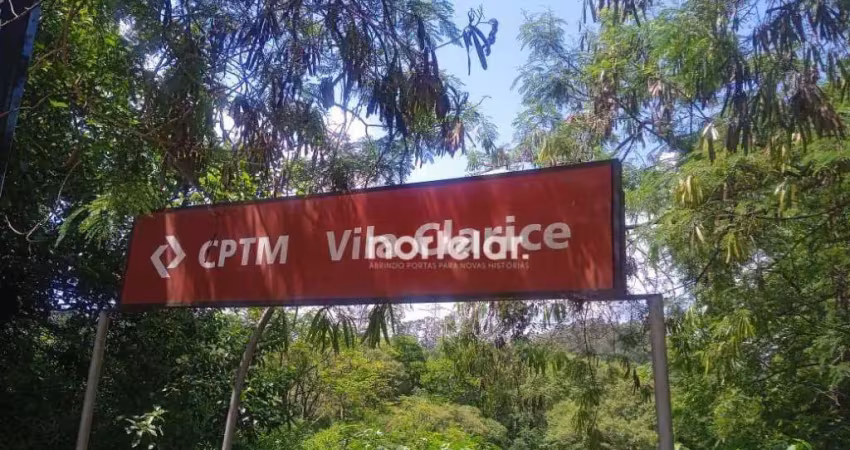 CPTM Vila Clarice
hortelar.
ABRINDO PORTAS PARA NOVAS HISTÓRIAS